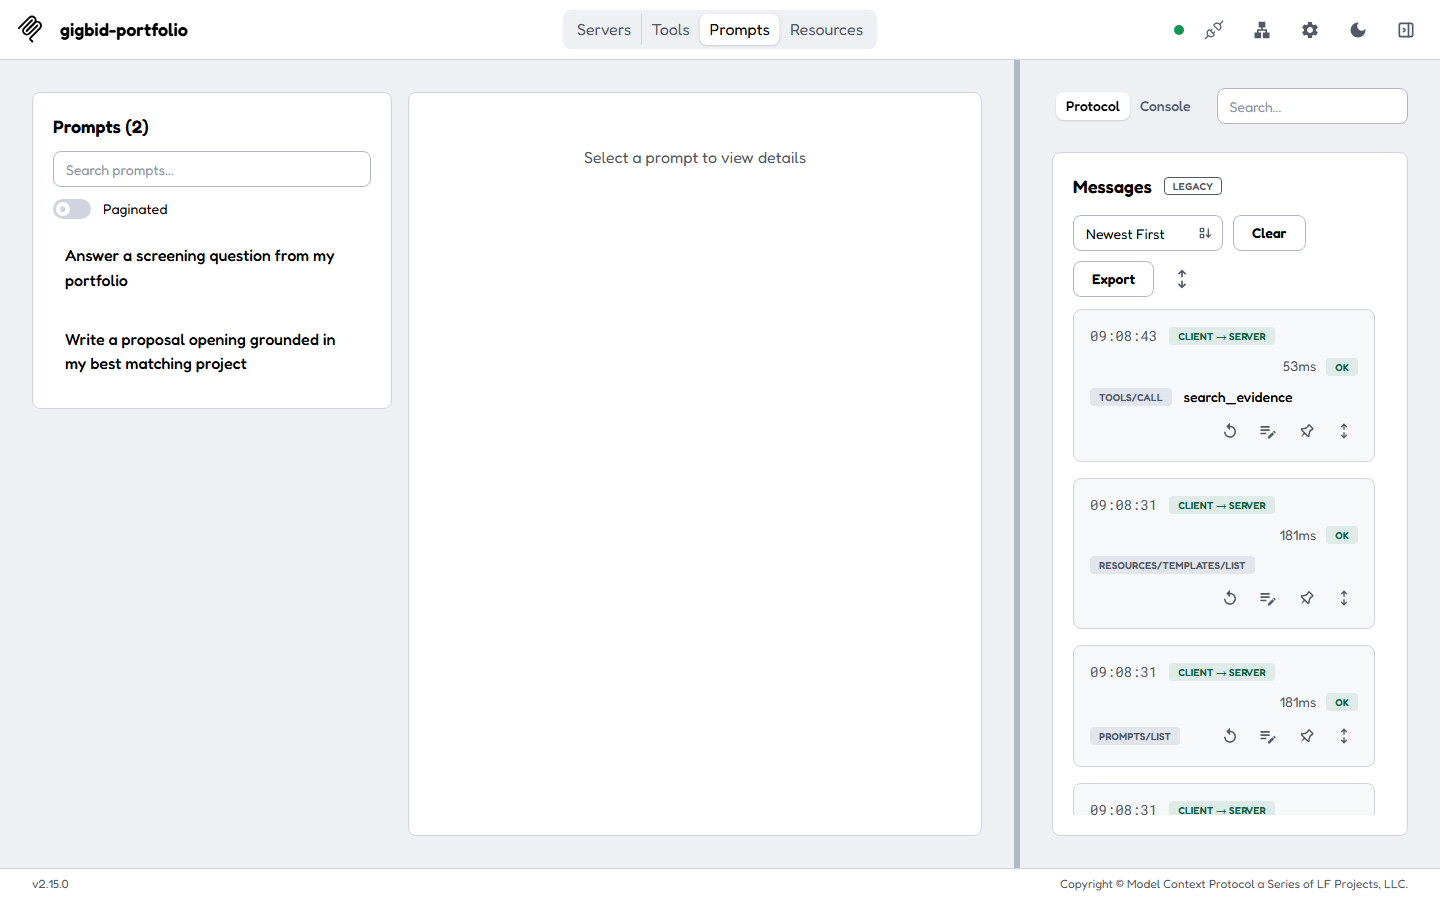 gigbid-portfolio
Servers
Tools
Prompts
Resources
Prompts (2)
Search prompts...
Paginated
Answer a screening question from my
portfolio
Write a proposal opening grounded in
my best matching project
Select a prompt to view details
Protocol
Console
Search...
Messages
LEGACY
Newest First
Clear
Export
09:08:43
CLIENT → SERVER
53ms
OK
TOOLS/CALL
search_evidence
09:08:31
CLIENT → SERVER
181ms
OK
RESOURCES/TEMPLATES/LIST
09:08:31
CLIENT → SERVER
181ms
OK
PROMPTS/LIST
09:08:31
CLIENT → SERVER
v2.15.0
Copyright © Model Context Protocol a Series of LF Projects, LLC.